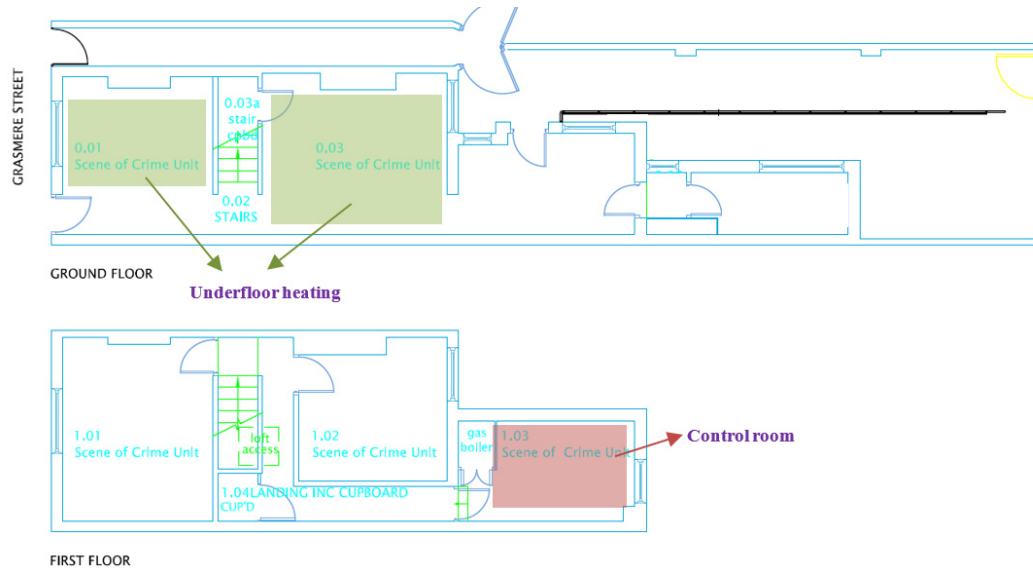 GRASMERE STREET
0.03a
stair
cupd
0.01
Scene of Crime Unit
0.03
Scene of Crime Unit
0.02
STAIRS
GROUND FLOOR
Underfloor heating
1.01
Scene of Crime Unit
loft
access
1.02
Scene of Crime Unit
gas
boiler
1.03
Scene of Crime Unit
Control room
1.04LANDING INC CUPBOARD
CUP'D
FIRST FLOOR